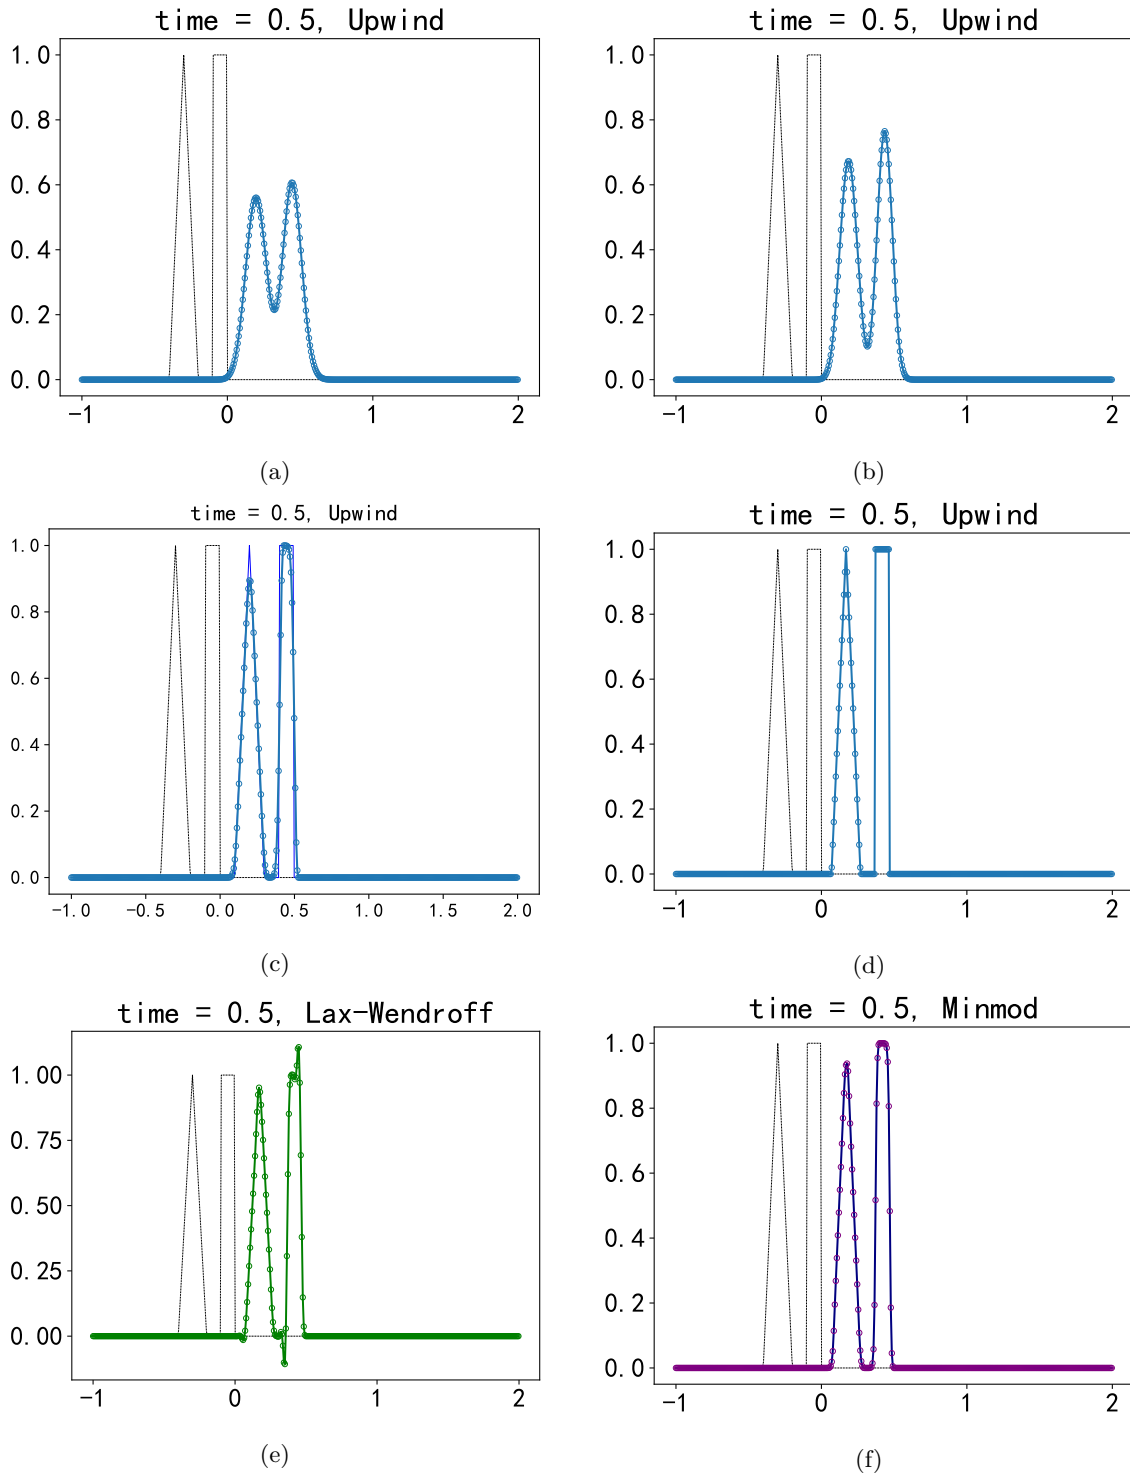 time = 0.5, Upwind
1.0
0.8
0.6
0.4
0.2
0.0
−1 0 1 2
(a)
time = 0.5, Upwind
1.0
0.8
0.6
0.4
0.2
0.0
−1 0 1 2
(b)
time = 0.5, Upwind
1.0
0.8
0.6
0.4
0.2
0.0
−1.0 −0.5 0.0 0.5 1.0 1.5 2.0
(c)
time = 0.5, Upwind
1.0
0.8
0.6
0.4
0.2
0.0
−1 0 1 2
(d)
time = 0.5, Lax-Wendroff
1.00
0.75
0.50
0.25
0.00
−1 0 1 2
(e)
time = 0.5, Minmod
1.0
0.8
0.6
0.4
0.2
0.0
−1 0 1 2
(f)